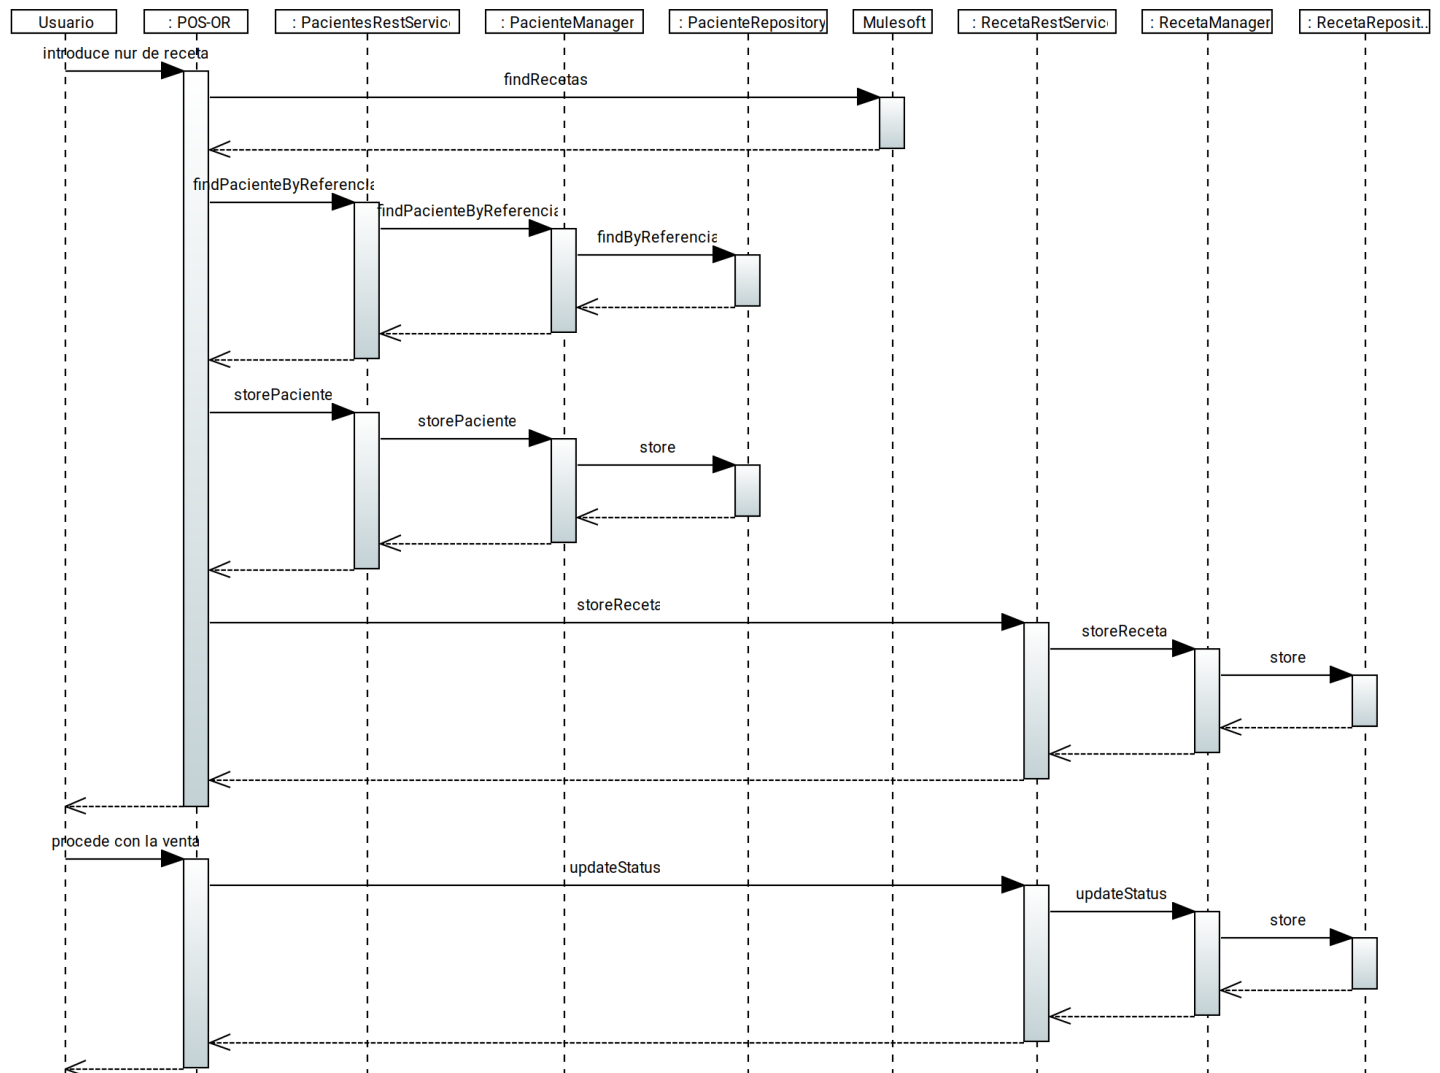 Usuario
: POS-OR
: PacientesRestServic
: PacienteManager
: PacienteRepository
Mulesoft
: RecetaRestServic
: RecetaManager
: RecetaReposit..
introduce nur de receta
findRecetas
findPacienteByReferencia
findPacienteByReferencia
findByReferencia
storePaciente
storePaciente
store
storeReceta
storeReceta
store
procede con la venta
updateStatus
updateStatus
store